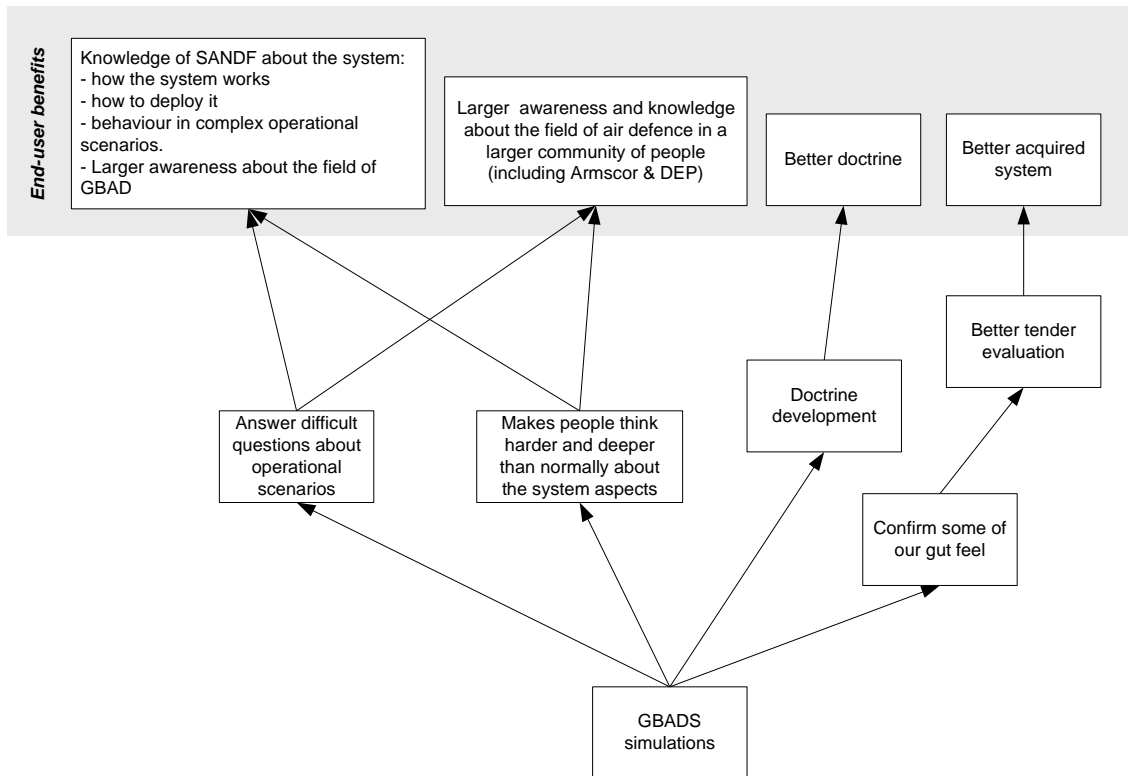 End-user benefits
Knowledge of SANDF about the system:
- how the system works
- how to deploy it
- behaviour in complex operational
scenarios.
- Larger awareness about the field of
GBAD
Larger awareness and knowledge
about the field of air defence in a
larger community of people
(including Armscor & DEP)
Better doctrine
Better acquired
system
Better tender
evaluation
Doctrine
development
Answer difficult
questions about
operational
scenarios
Makes people think
harder and deeper
than normally about
the system aspects
Confirm some of
our gut feel
GBADS
simulations